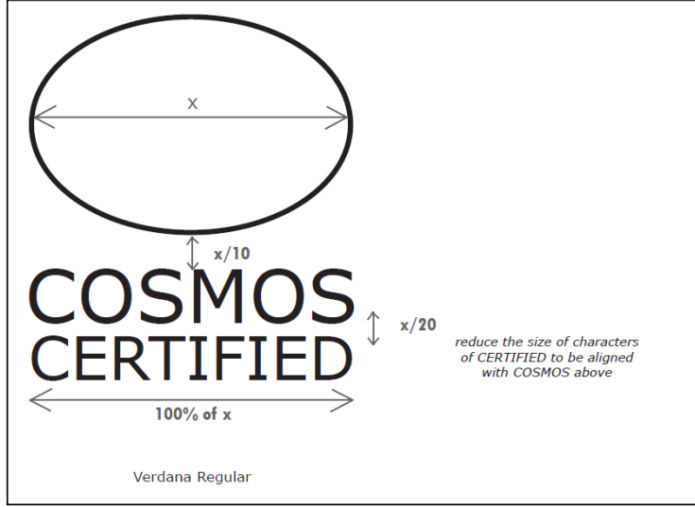 X
x/10
COSMOS
x/20
CERTIFIED
reduce the size of characters
of CERTIFIED to be aligned
with COSMOS above
100% of x
Verdana Regular